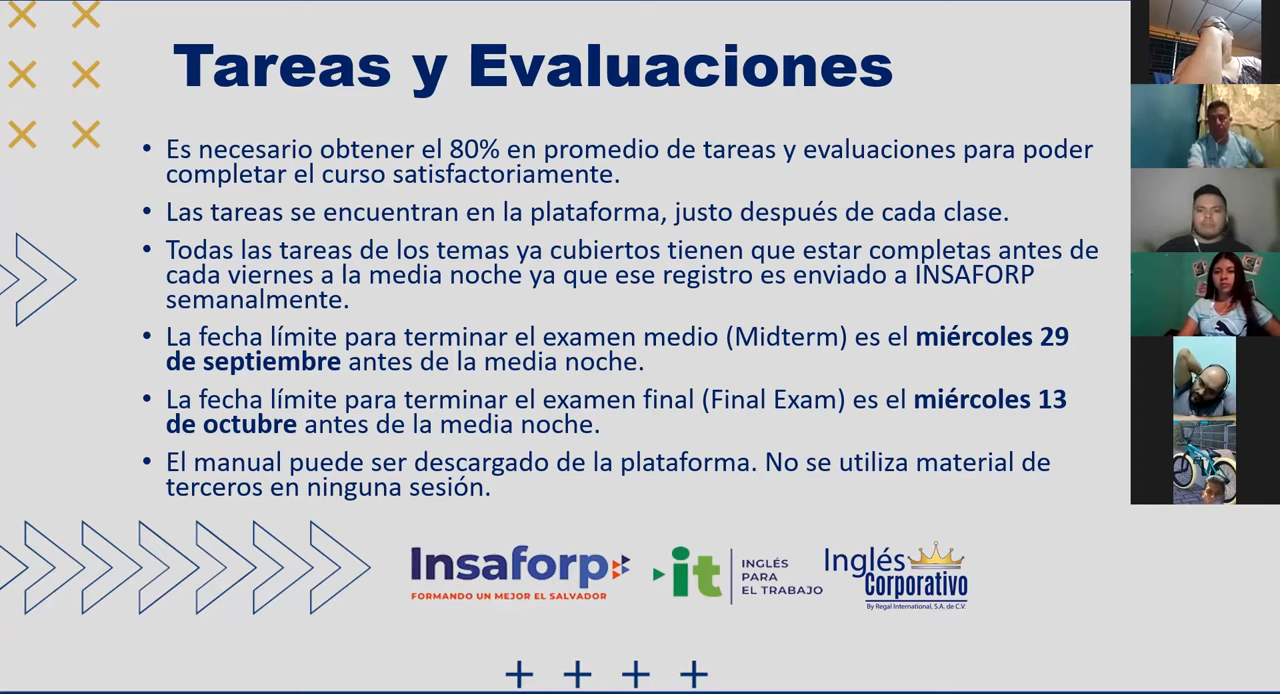 Tareas y Evaluaciones
• Es necesario obtener el 80% en promedio de tareas y evaluaciones para poder
completar el curso satisfactoriamente.
• Las tareas se encuentran en la plataforma, justo después de cada clase.
• Todas las tareas de los temas ya cubiertos tienen que estar completas antes de
cada viernes a la media noche ya que ese registro es enviado a INSAFORP
semanalmente.
• La fecha límite para terminar el examen medio (Midterm) es el miércoles 29
de septiembre antes de la media noche.
• La fecha límite para terminar el examen final (Final Exam) es el miércoles 13
de octubre antes de la media noche.
• El manual puede ser descargado de la plataforma. No se utiliza material de
terceros en ninguna sesión.
Insaforp
FORMANDO UN MEJOR EL SALVADOR
it
INGLÉS
PARA
EL TRABAJO
Inglés
Corporativo
By Regal International, S.A. de C.V.